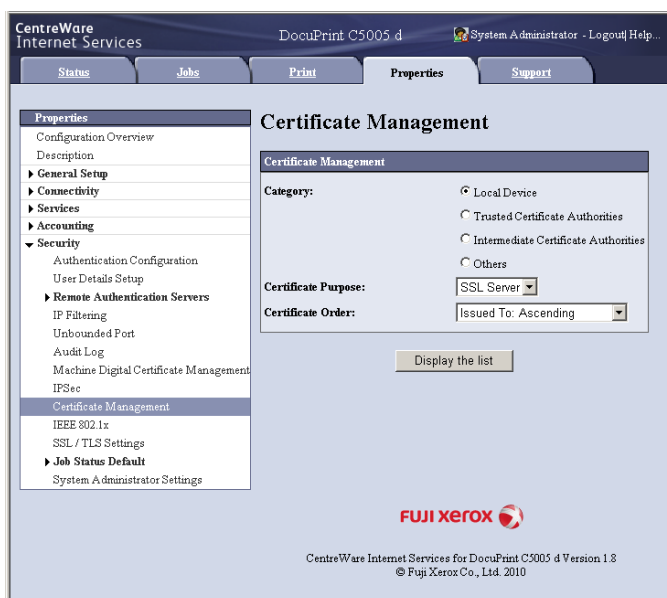 CentreWare
Internet Services
DocuPrint C5005 d
System Administrator - Logout| Help...
Status
Jobs
Print
Properties
Support
Properties
Configuration Overview
Description
General Setup
Connectivity
Services
Accounting
Security
Authentication Configuration
User Details Setup
Remote Authentication Servers
IP Filtering
Unbounded Port
Audit Log
Machine Digital Certificate Management
IPSec
Certificate Management
IEEE 802.1x
SSL / TLS Settings
Job Status Default
System Administrator Settings
Certificate Management
Certificate Management
Category:
Local Device
Trusted Certificate Authorities
Intermediate Certificate Authorities
Others
Certificate Purpose:
SSL Server
Certificate Order:
Issued To: Ascending
Display the list
FUJI xerox
CentreWare Internet Services for DocuPrint C5005 d Version 1.8
© Fuji Xerox Co., Ltd. 2010